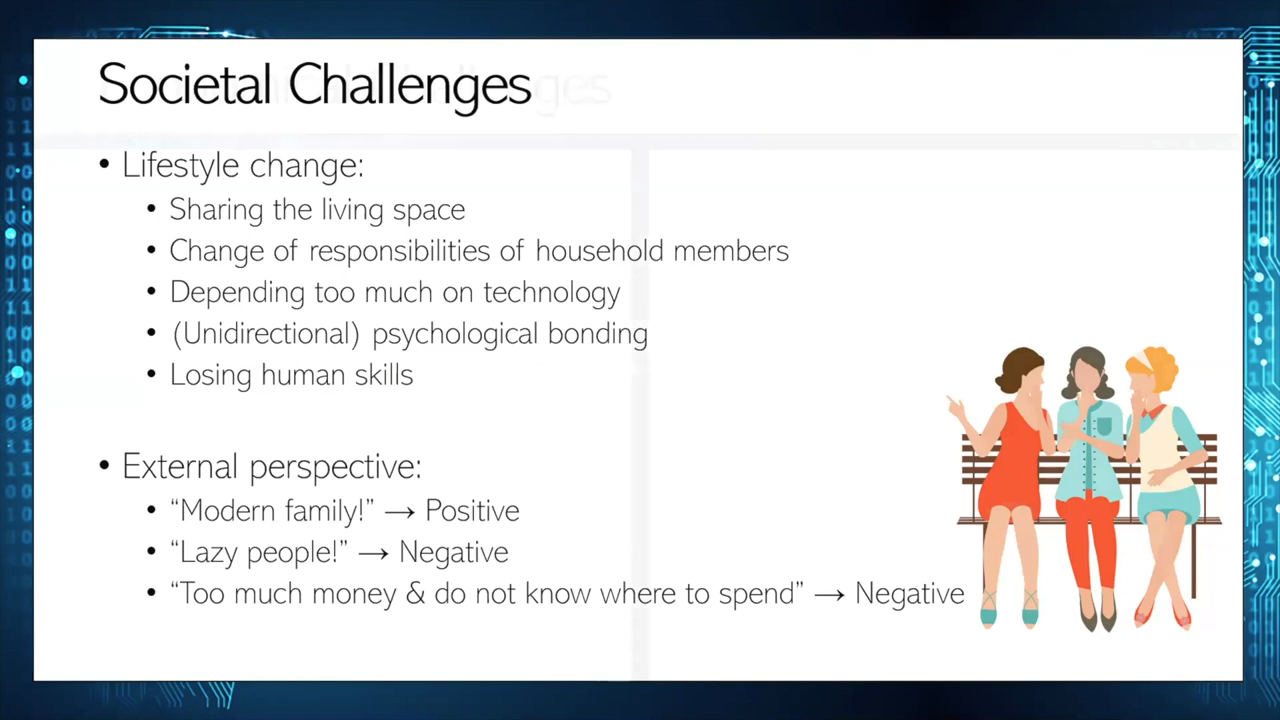 Societal Challenges
• Lifestyle change:
• Sharing the living space
• Change of responsibilities of household members
• Depending too much on technology
• (Unidirectional) psychological bonding
• Losing human skills
• External perspective:
• “Modern family!” → Positive
• “Lazy people!” → Negative
• “Too much money & do not know where to spend” → Negative